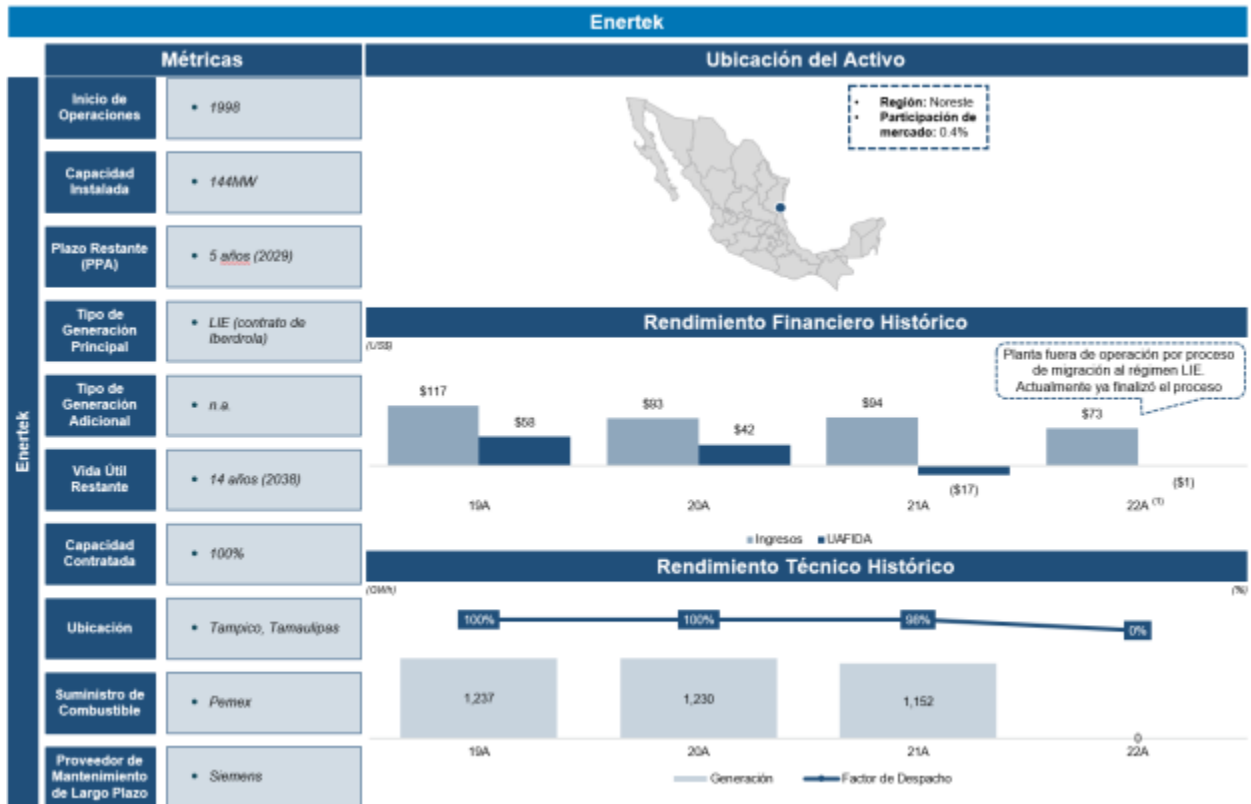 Enertek
Métricas
Ubicación del Activo
Enertek
Inicio de
Operaciones
• 1998
Capacidad
Instalada
• 144MW
Plazo Restante
(PPA)
• 5 años (2029)
Tipo de
Generación
Principal
• LIE (contrato de
Iberdrola)
Tipo de
Generación
Adicional
• n.a.
Vida Útil
Restante
• 14 años (2038)
Capacidad
Contratada
• 100%
Ubicación
• Tampico, Tamaulipas
Suministro de
Combustible
• Pemex
Proveedor de
Mantenimiento
de Largo Plazo
• Siemens
• Región: Noreste
• Participación de
mercado: 0.4%
Rendimiento Financiero Histórico
(US$)
Planta fuera de operación por proceso
de migración al régimen LIE.
Actualmente ya finalizó el proceso
$117
$58
$93
$42
$94
($17)
$73
($1)
19A
20A
21A
22A (1)
Ingresos
UAFIDA
Rendimiento Técnico Histórico
(GWh)
(%)
100%
100%
98%
0%
1,237
1,230
1,152
0
19A
20A
21A
22A
Generación
Factor de Despacho